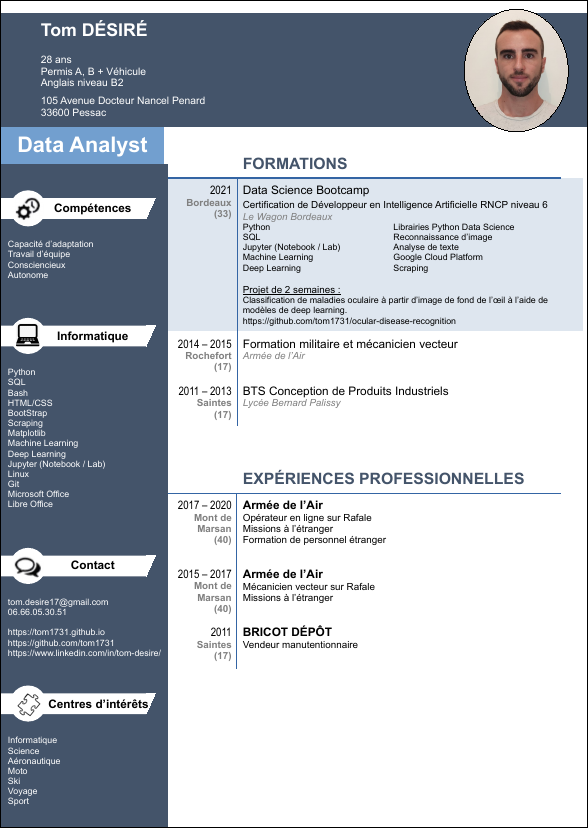 Tom DÉSIRÉ
28 ans
Permis A, B + Véhicule
Anglais niveau B2
105 Avenue Docteur Nancel Penard
33600 Pessac
Data Analyst
Compétences
Capacité d'adaptation
Travail d'équipe
Consciencieux
Autonome
Informatique
Python
SQL
Bash
HTML/CSS
BootStrap
Scraping
Matplotlib
Machine Learning
Deep Learning
Jupyter (Notebook / Lab)
Linux
Git
Microsoft Office
Libre Office
Contact
tom.desire17@gmail.com
06.66.05.30.51
https://tom1731.github.io
https://github.com/tom1731
https://www.linkedin.com/in/tom-desire/
Centres d'intérêts
Informatique
Science
Aéronautique
Moto
Ski
Voyage
Sport
FORMATIONS
2021 Data Science Bootcamp
Bordeaux Certification de Développeur en Intelligence Artificielle RNCP niveau 6
(33) Le Wagon Bordeaux
Python Librairies Python Data Science
SQL Reconnaissance d'image
Jupyter (Notebook / Lab) Analyse de texte
Machine Learning Google Cloud Platform
Deep Learning Scraping
Projet de 2 semaines :
Classification de maladies oculaire à partir d'image de fond de l'œil à l'aide de
modèles de deep learning.
https://github.com/tom1731/ocular-disease-recognition
2014 – 2015 Formation militaire et mécanicien vecteur
Rochefort Armée de l'Air
(17)
2011 – 2013 BTS Conception de Produits Industriels
Saintes Lycée Bernard Palissy
(17)
EXPÉRIENCES PROFESSIONNELLES
2017 – 2020 Armée de l'Air
Mont de Opérateur en ligne sur Rafale
Marsan Missions à l'étranger
(40) Formation de personnel étranger
2015 – 2017 Armée de l'Air
Mont de Mécanicien vecteur sur Rafale
Marsan Missions à l'étranger
(40)
2011 BRICOT DÉPÔT
Saintes Vendeur manutentionnaire
(17)